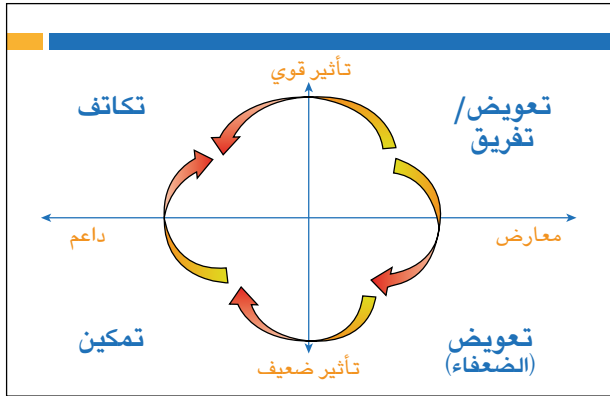 تأثير قوي
تعويض/
تفريق
تكاتف
معارض
داعم
تعويض
(الضعفاء)
تمكين
تأثير ضعيف